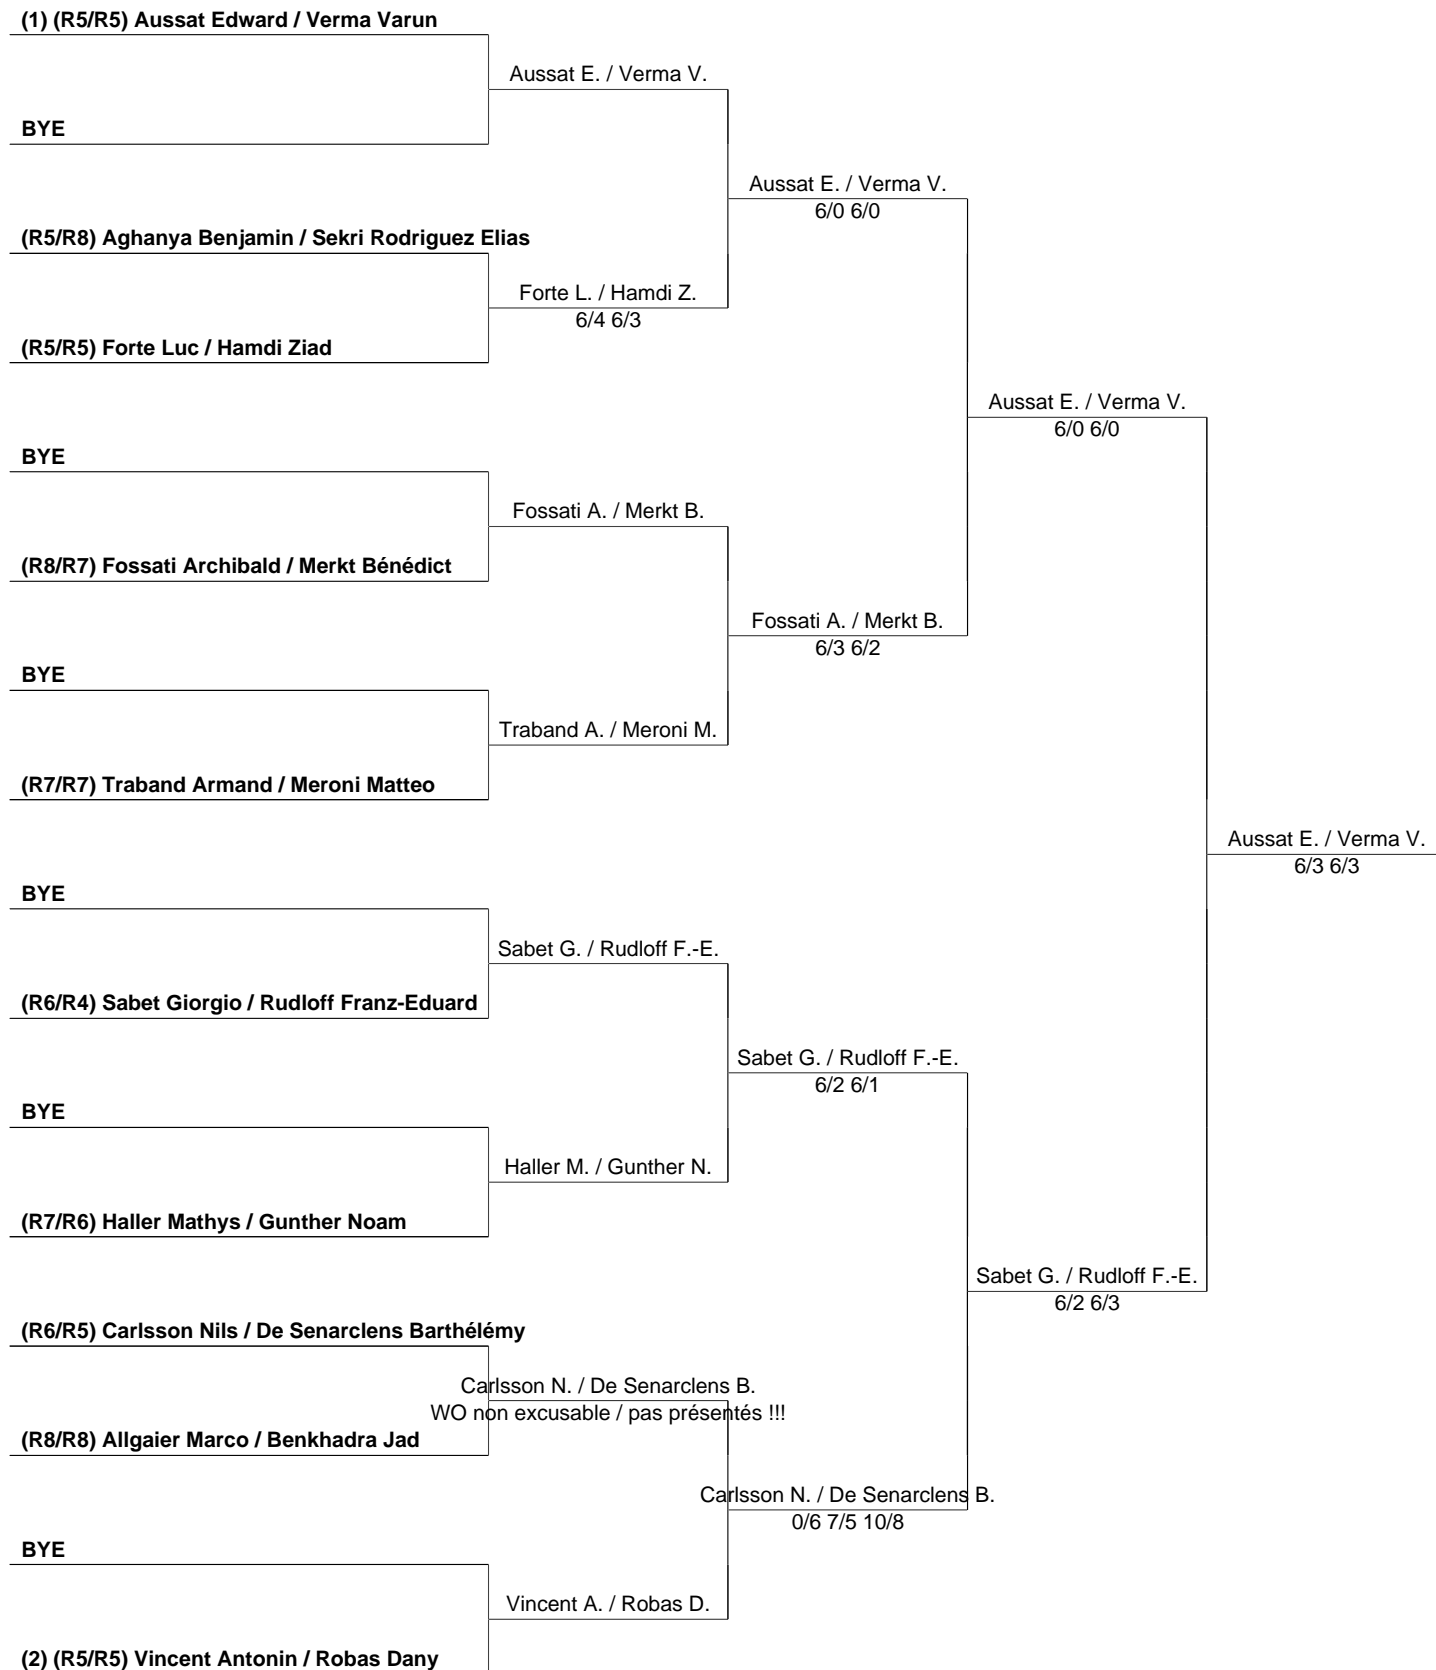 (1) (R5/R5) Aussat Edward / Verma Varun
Aussat E. / Verma V.
BYE
Aussat E. / Verma V.
6/0 6/0
(R5/R8) Aghanya Benjamin / Sekri Rodriguez Elias
Forte L. / Hamdi Z.
6/4 6/3
(R5/R5) Forte Luc / Hamdi Ziad
Aussat E. / Verma V.
6/0 6/0
BYE
Fossati A. / Merkt B.
(R8/R7) Fossati Archibald / Merkt Bénédict
Fossati A. / Merkt B.
6/3 6/2
BYE
Traband A. / Meroni M.
(R7/R7) Traband Armand / Meroni Matteo
Aussat E. / Verma V.
6/3 6/3
BYE
Sabet G. / Rudloff F.-E.
(R6/R4) Sabet Giorgio / Rudloff Franz-Eduard
Sabet G. / Rudloff F.-E.
6/2 6/1
BYE
Haller M. / Gunther N.
(R7/R6) Haller Mathys / Gunther Noam
Sabet G. / Rudloff F.-E.
6/2 6/3
(R6/R5) Carlsson Nils / De Senarclens Barthélémy
Carlsson N. / De Senarclens B.
WO non excusable / pas présentés !!!
(R8/R8) Allgaier Marco / Benkhadra Jad
Carlsson N. / De Senarclens B.
0/6 7/5 10/8
BYE
Vincent A. / Robas D.
(2) (R5/R5) Vincent Antonin / Robas Dany